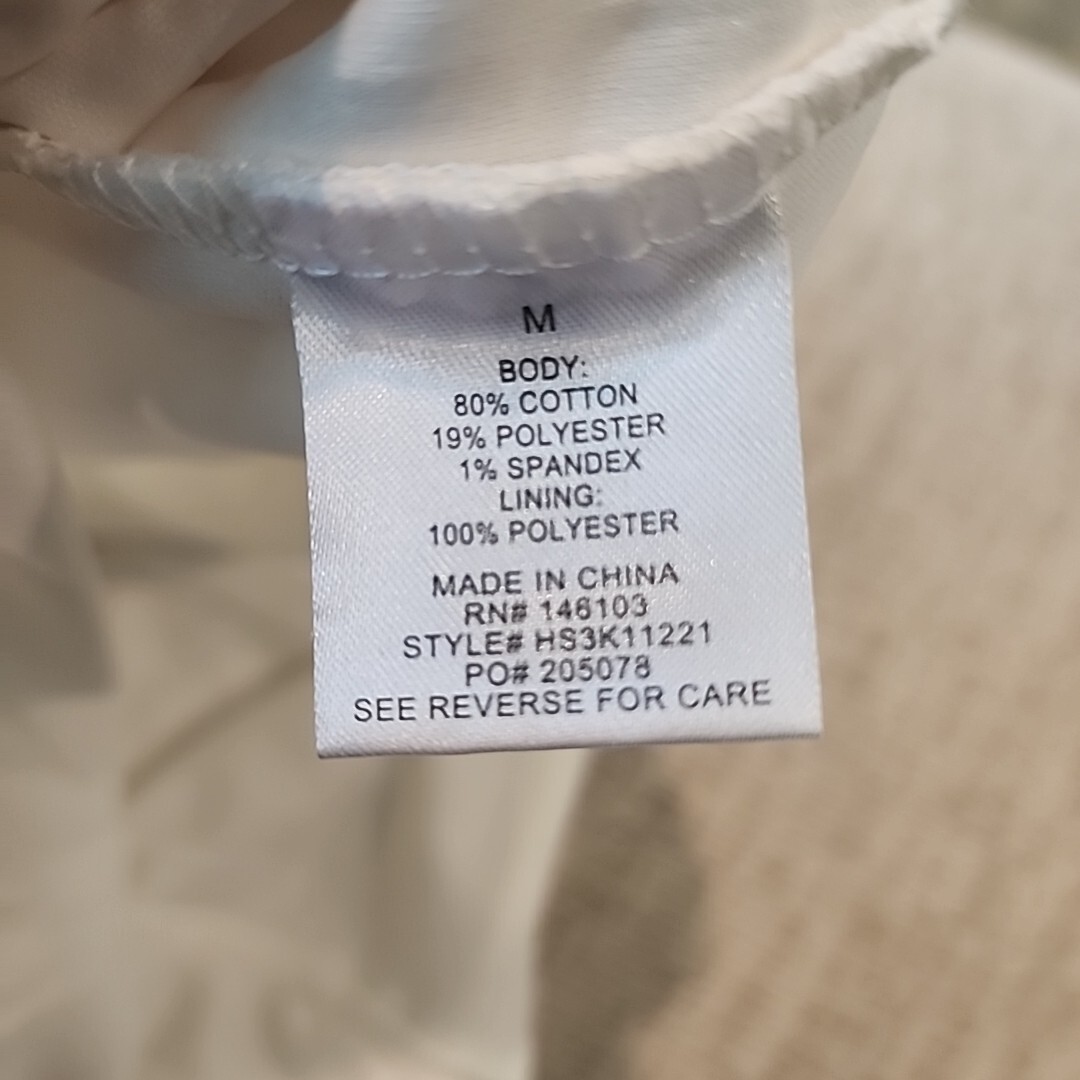 M
BODY:
80% COTTON
19% POLYESTER
1% SPANDEX
LINING:
100% POLYESTER
MADE IN CHINA
RN# 146103
STYLE# HS3K11221
PO# 205078
SEE REVERSE FOR CARE